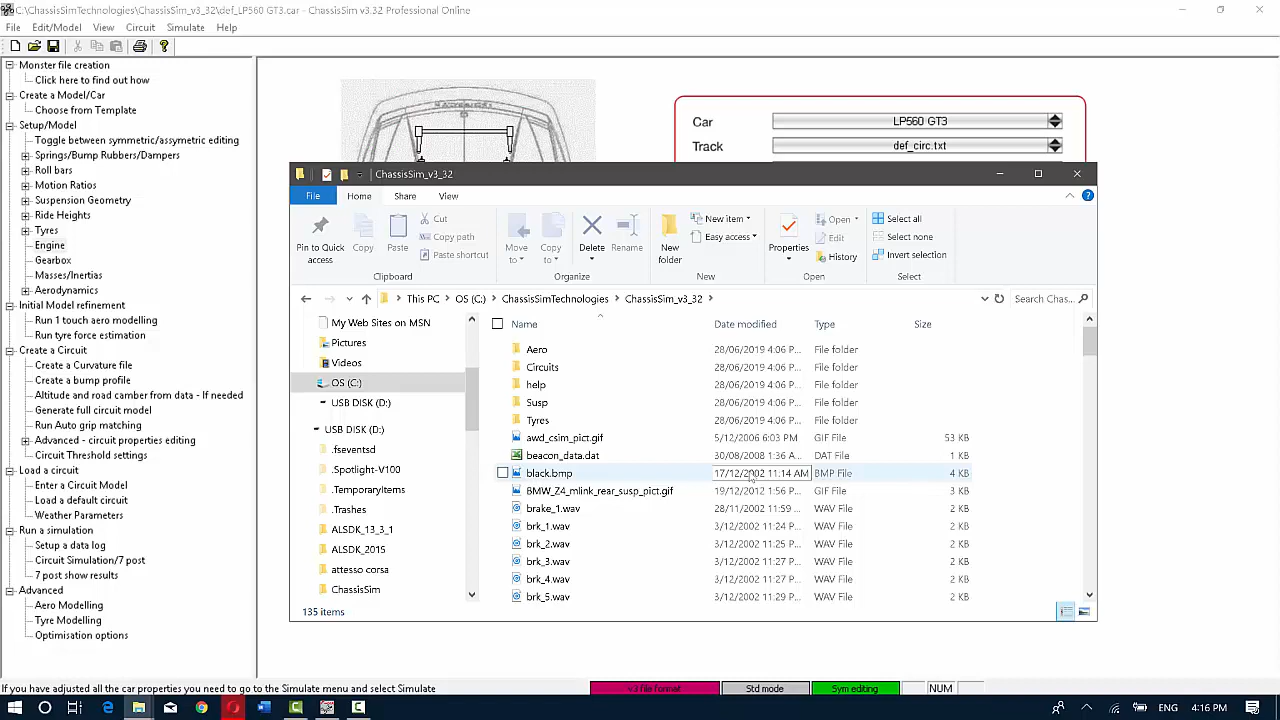 C:\ChassisSimTechnologies\ChassisSim_v3_32\def_LP560 GT3.car - ChassisSim v3.32 Professional Online
File Edit/Model View Circuit Simulate Help
Monster file creation
Click here to find out how
Create a Model/Car
Choose from Template
Setup/Model
Toggle between symmetric/assymetric editing
Springs/Bump Rubbers/Dampers
Roll bars
Motion Ratios
Suspension Geometry
Ride Heights
Tyres
Engine
Gearbox
Masses/Inertias
Aerodynamics
Initial Model refinement
Run 1 touch aero modelling
Run tyre force estimation
Create a Circuit
Create a Curvature file
Create a bump profile
Altitude and road camber from data - If needed
Generate full circuit model
Run Auto grip matching
Advanced - circuit properties editing
Circuit Threshold settings
Load a circuit
Enter a Circuit Model
Load a default circuit
Weather Parameters
Run a simulation
Setup a data log
Circuit Simulation/7 post
7 post show results
Advanced
Aero Modelling
Tyre Modelling
Optimisation options
Car LP560 GT3
Track def_circ.txt
ChassisSim_v3_32
File Home Share View
Pin to Quick access
Copy
Paste
Cut
Copy path
Paste shortcut
Clipboard
Move to
Copy to
Delete
Rename
Organize
New folder
New item
Easy access
New
Properties
Open
Edit
History
Open
Select all
Select none
Invert selection
Select
This PC OS (C:) ChassisSimTechnologies ChassisSim_v3_32
Search Chas...
My Web Sites on MSN
Pictures
Videos
OS (C:)
USB DISK (D:)
USB DISK (D:)
.fseventsd
.Spotlight-V100
.TemporaryItems
.Trashes
ALSDK_13_3_1
ALSDK_2015
attesso corsa
ChassisSim
Name Date modified Type Size
Aero 28/06/2019 4:06 P... File folder
Circuits 28/06/2019 4:06 P... File folder
help 28/06/2019 4:06 P... File folder
Susp 28/06/2019 4:06 P... File folder
Tyres 28/06/2019 4:06 P... File folder
awd_csim_pict.gif 5/12/2006 6:03 PM GIF File 53 KB
beacon_data.dat 30/08/2008 1:36 A... DAT File 1 KB
black.bmp 17/12/2002 11:14 AM BMP File 4 KB
BMW_Z4_mlink_rear_susp_pict.gif 19/12/2012 1:56 P... GIF File 3 KB
brake_1.wav 28/11/2002 11:59 ... WAV File 2 KB
brk_1.wav 3/12/2002 11:24 P... WAV File 2 KB
brk_2.wav 3/12/2002 11:25 P... WAV File 2 KB
brk_3.wav 3/12/2002 11:27 P... WAV File 2 KB
brk_4.wav 3/12/2002 11:27 P... WAV File 2 KB
brk_5.wav 3/12/2002 11:29 P... WAV File 2 KB
135 items
If you have adjusted all the car properties you need to go to the Simulate menu and select Simulate
v3 file format Std mode Sym editing NUM
ENG 4:16 PM